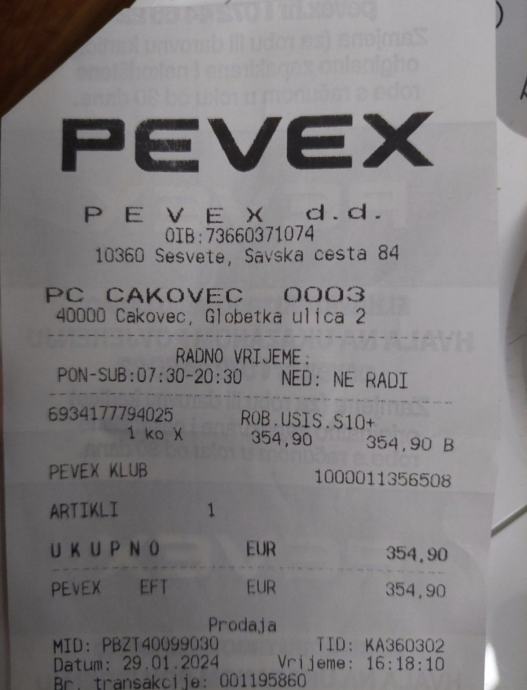 PEVEX
PEVEX d.d.
OIB:73660371074
10360 Sesvete, Savska cesta 84
PC CAKOVEC 0003
40000 Cakovec, Globetka ulica 2
RADNO VRIJEME:
PON-SUB:07:30-20:30 NED: NE RADI
6934177794025 ROB.USIS.S10+
1 ko X 354,90 354,90 B
PEVEX KLUB 1000011356508
ARTIKLI 1
UKUPNO EUR 354,90
PEVEX EFT EUR 354,90
Prodaja
MID: PBZT40099030 TID: KA360302
Datum: 29.01.2024 Vrijeme: 16:18:10
Br. transakcije: 001195860